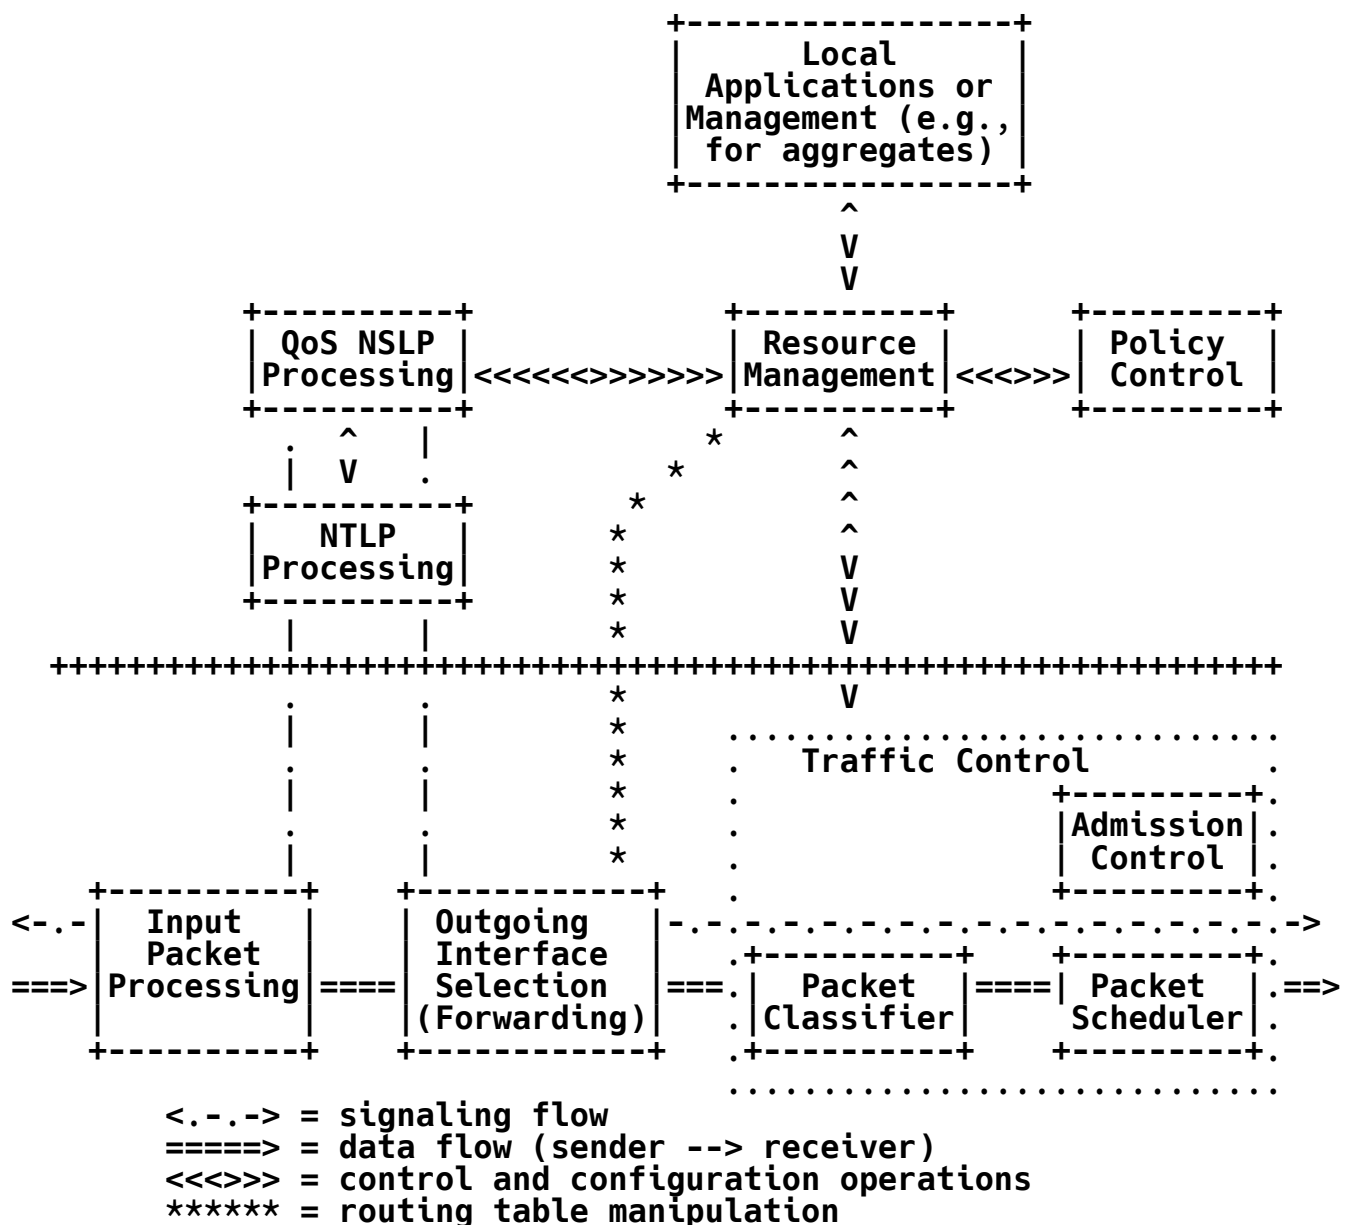 +-----------------+
                                  |      Local      |
                                  | Applications or |
                                  |Management (e.g.,|
                                  | for aggregates) |
                                  +-----------------+
                                           ^
                                           V
                                           V
            +----------+             +----------+      +---------+
            | QoS NSLP |             | Resource |      | Policy  |
            |Processing|<<<<<<>>>>>>>|Management|<<<>>>| Control |
            +----------+             +----------+      +---------+
              .  ^   |              *      ^
              |  V   .            *        ^
            +----------+        *          ^
            |   NTLP   |       *           ^
            |Processing|       *           V
            +----------+       *           V
              |      |         *           V
  ++++++++++++++++++++++++++++++++++++++++++++++++++++++++++++++++
              .      .         *           V
              |      |         *     .............................
              .      .         *     .   Traffic Control         .
              |      |         *     .                +---------+.
              .      .         *     .                |Admission|.
              |      |         *     .                | Control |.
    +----------+    +------------+   .                +---------+.
<-.-|  Input   |    | Outgoing   |-.-.-.-.-.-.-.-.-.-.-.-.-.-.-.-.->
    |  Packet  |    | Interface  |   .+----------+    +---------+.
===>|Processing|====| Selection  |===.|  Packet  |====| Packet  |.==>
    |          |    |(Forwarding)|   .|Classifier|     Scheduler|.
    +----------+    +------------+   .+----------+    +---------+.
                                     .............................
        <.-.-> = signaling flow
        =====> = data flow (sender --> receiver)
        <<<>>> = control and configuration operations
        ****** = routing table manipulation